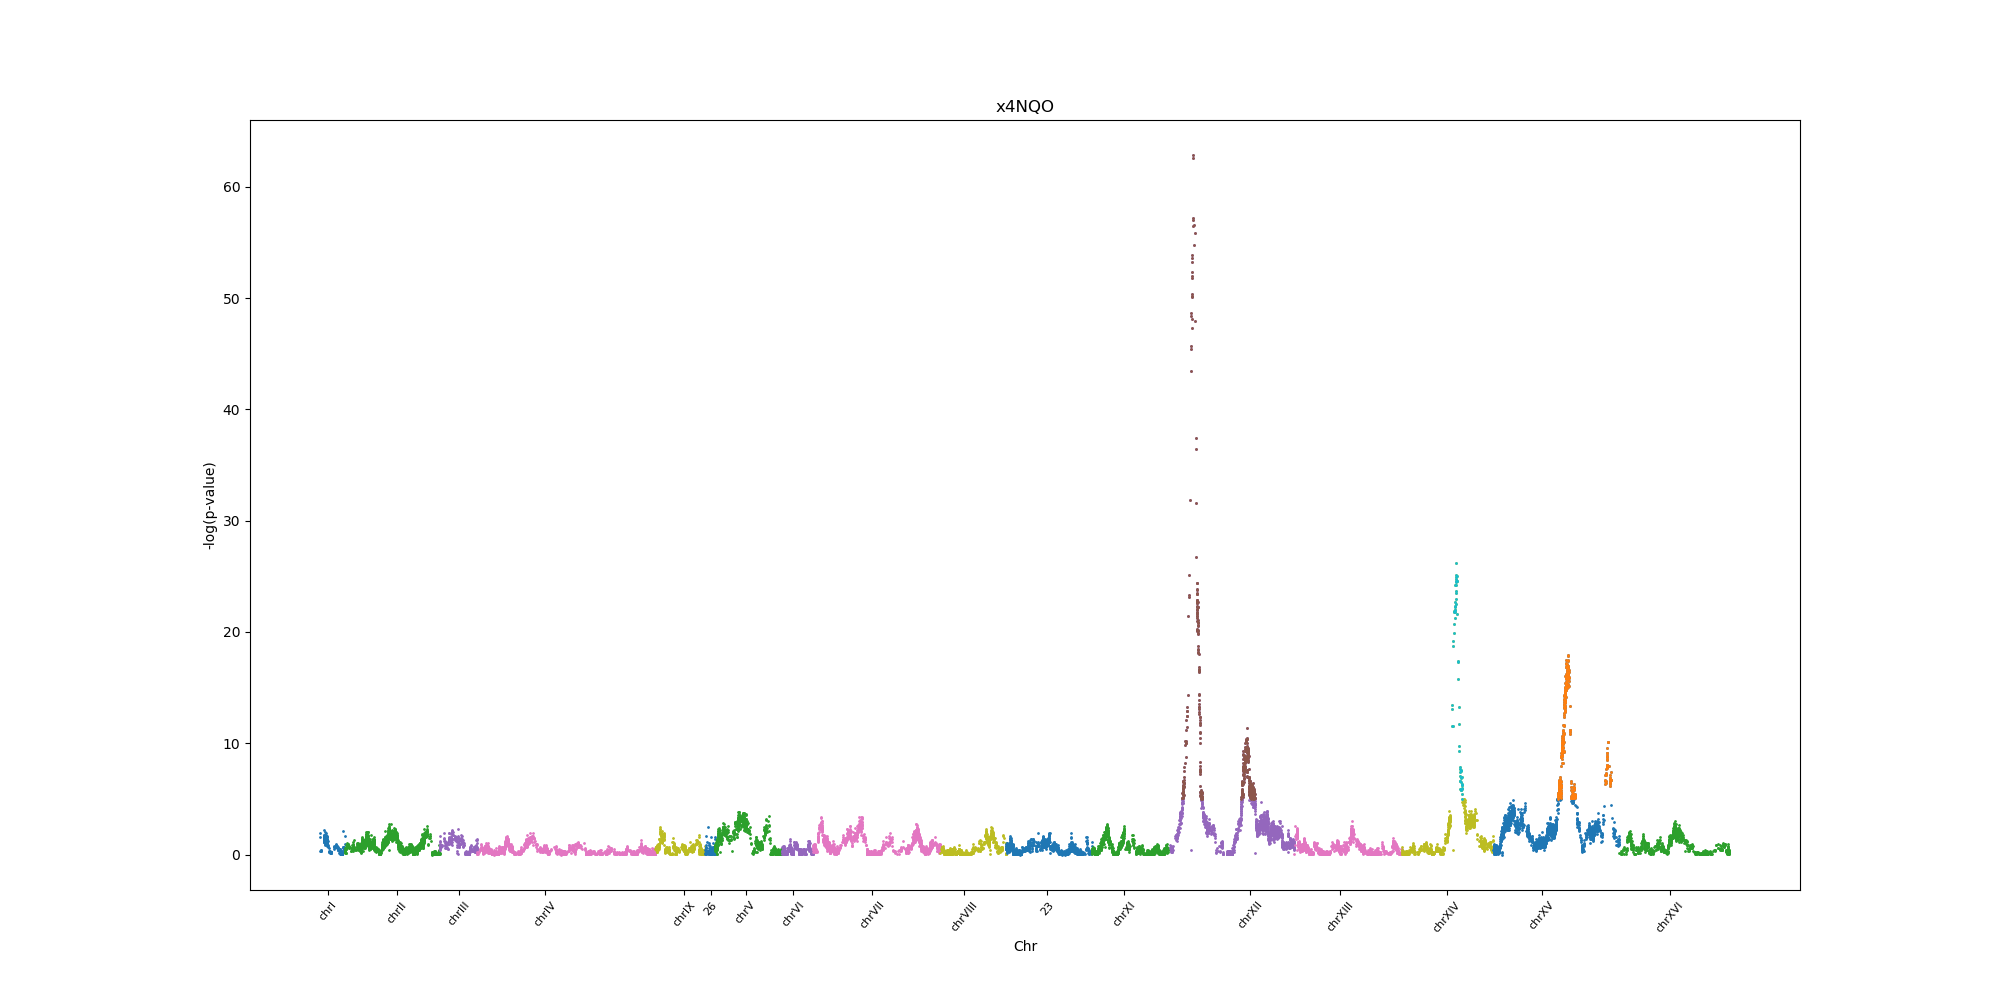 x4NQO
60
50
40
30
20
10
0
-log(p-value)
chrI
chrII
chrIII
chrIV
chrIX
26
chrV
chrVI
chrVII
chrVIII
23
chrXI
chrXII
chrXIII
chrXIV
chrXV
chrXVI
Chr